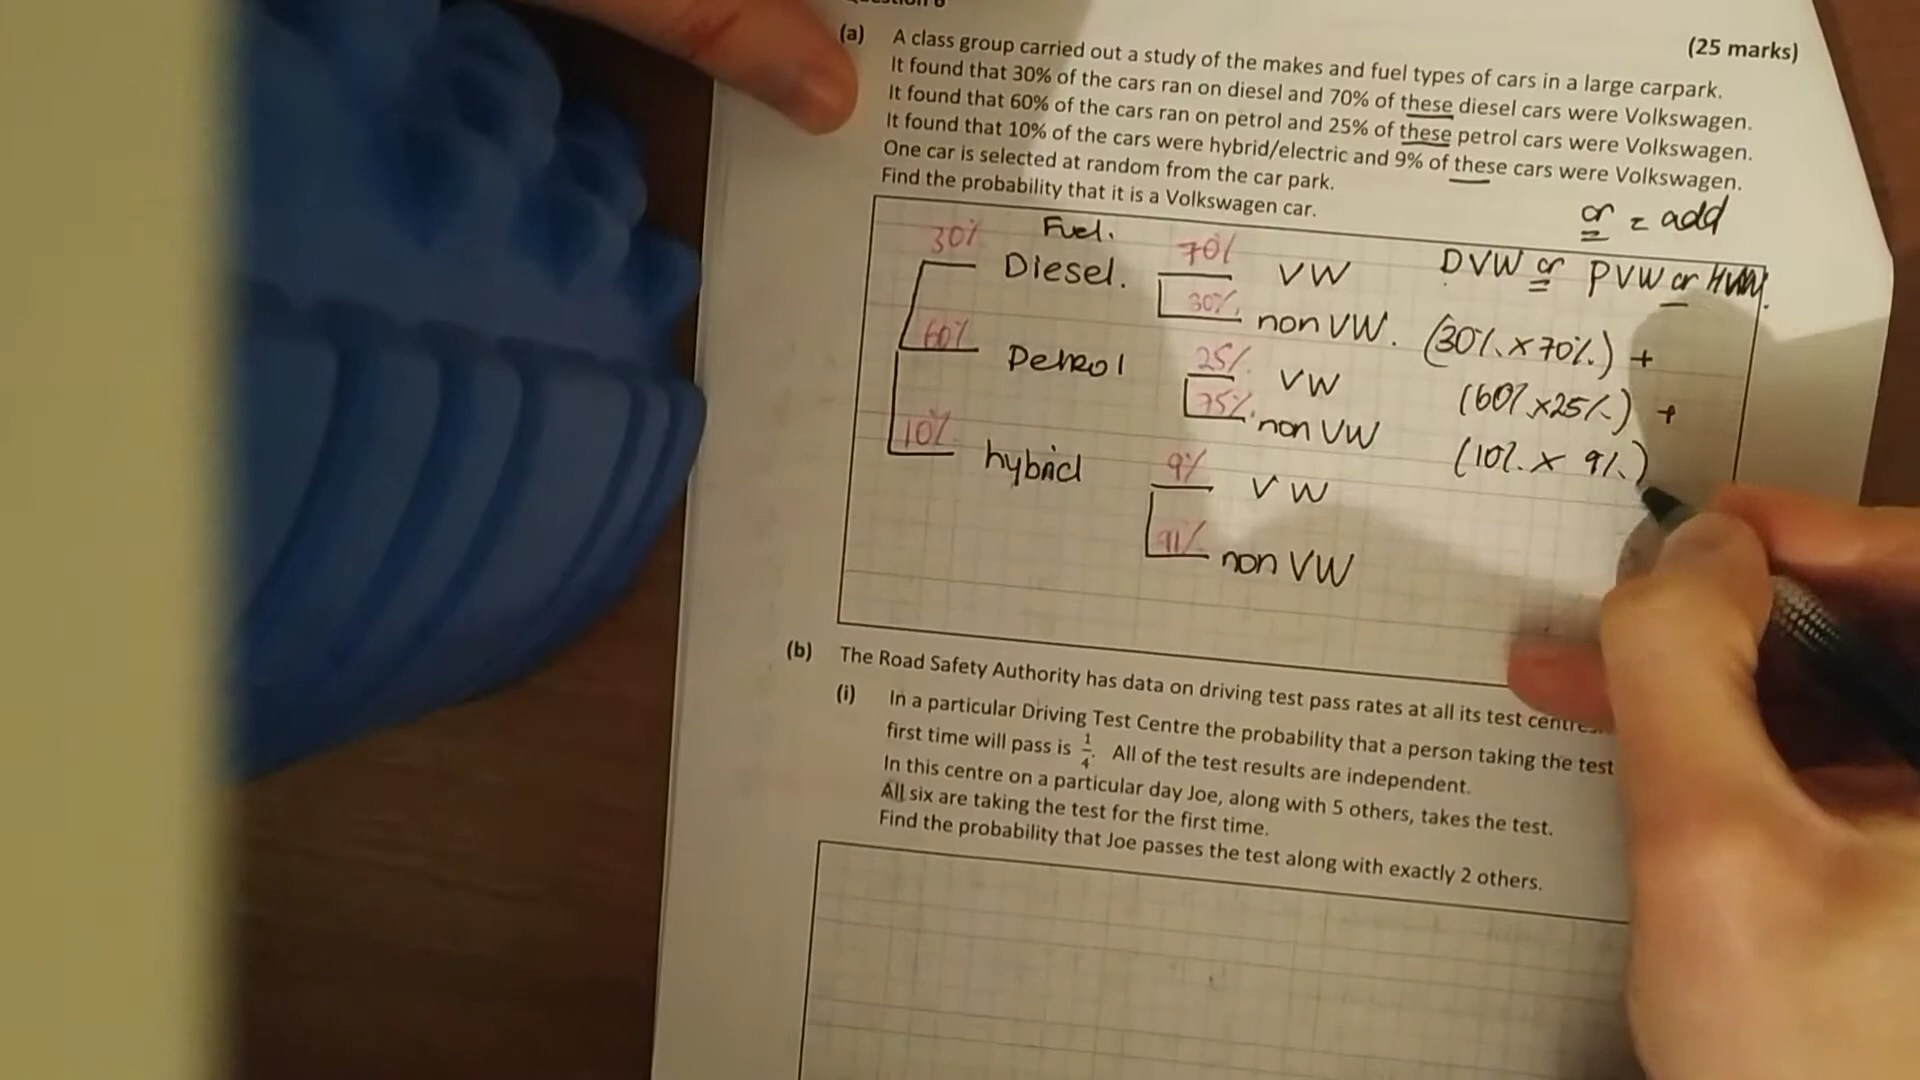 (a) A class group carried out a study of the makes and fuel types of cars in a large carpark.
(25 marks)
It found that 30% of the cars ran on diesel and 70% of these diesel cars were Volkswagen.
It found that 60% of the cars ran on petrol and 25% of these petrol cars were Volkswagen.
It found that 10% of the cars were hybrid/electric and 9% of these cars were Volkswagen.
One car is selected at random from the car park.
Find the probability that it is a Volkswagen car.
or = add
Fuel.
30% Diesel. 70% VW
30% non VW.
60% Petrol 25% VW
75% non VW
10% hybrid 9% VW
91% non VW
DVW or PVW or
(30% x 70%) +
(60% x 25%) +
(10% x 9%)
(b) The Road Safety Authority has data on driving test pass rates at all its test
(i) In a particular Driving Test Centre the probability that a person taking the test
first time will pass is 1/4. All of the test results are independent.
In this centre on a particular day Joe, along with 5 others, takes the test.
All six are taking the test for the first time.
Find the probability that Joe passes the test along with exactly 2 others.